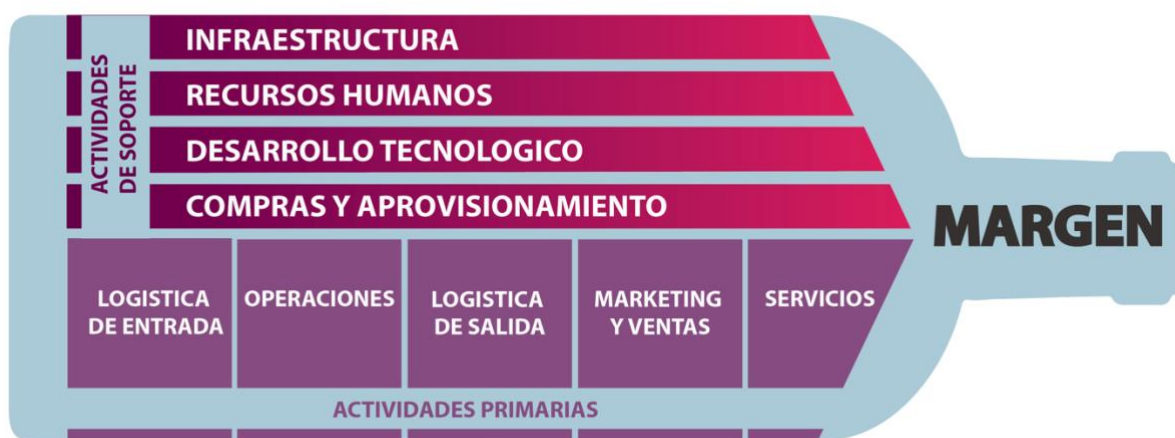 ACTIVIDADES
DE SOPORTE
INFRAESTRUCTURA
RECURSOS HUMANOS
DESARROLLO TECNOLOGICO
COMPRAS Y APROVISIONAMIENTO
MARGEN
LOGISTICA
DE ENTRADA
OPERACIONES
LOGISTICA
DE SALIDA
MARKETING
Y VENTAS
SERVICIOS
ACTIVIDADES PRIMARIAS